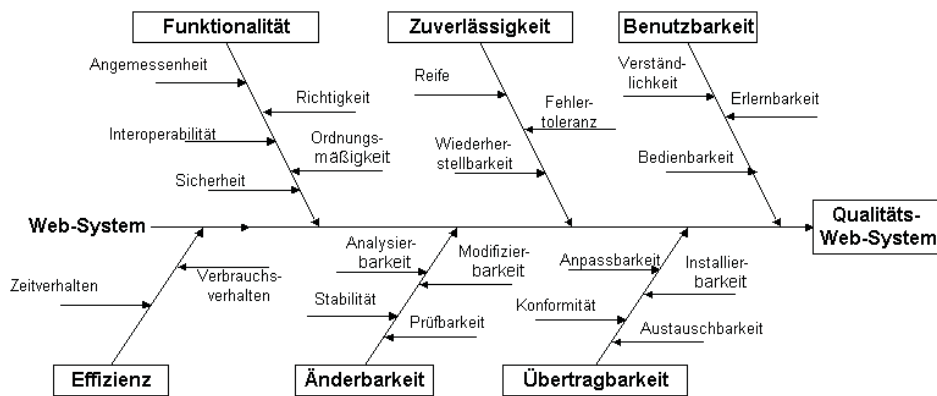 Funktionalität
Zuverlässigkeit
Benutzbarkeit
Angemessenheit
Richtigkeit
Interoperabilität
Ordnungs-
mäßigkeit
Sicherheit
Reife
Fehler-
toleranz
Wiederher-
stellbarkeit
Verständ-
lichkeit
Erlernbarkeit
Bedienbarkeit
Web-System
Qualitäts-
Web-System
Zeitverhalten
Verbrauchs-
verhalten
Analysier-
barkeit
Modifizier-
barkeit
Stabilität
Prüfbarkeit
Anpassbarkeit
Installier-
barkeit
Konformität
Austauschbarkeit
Effizienz
Änderbarkeit
Übertragbarkeit